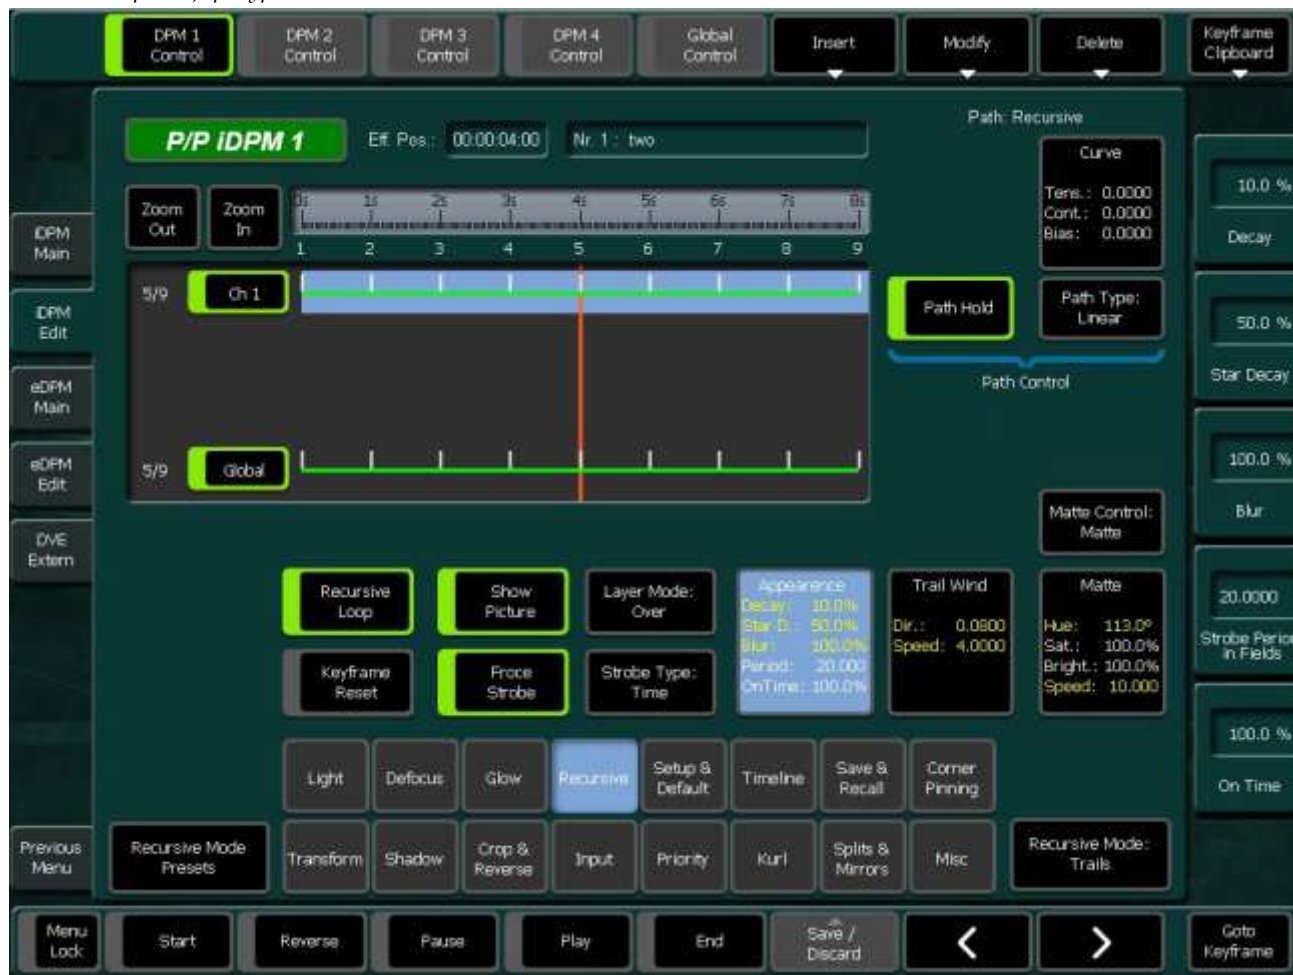 DPM 1
Control
DPM 2
Control
DPM 3
Control
DPM 4
Control
Global
Control
Insert
Modify
Delete
Keyframe
Clipboard
P/P iDPM 1
Eff. Pos.: 00:00:04:00
Nr. 1: two
Path: Recursive
Curve
Tens.: 0.0000
Cont.: 0.0000
Bias: 0.0000
10.0 %
Decay
Zoom
Out
Zoom
In
0s 1s 2s 3s 4s 5s 6s 7s 8s
1 2 3 4 5 6 7 8 9
iDPM
Main
5/9
Ch 1
Path Hold
Path Type:
Linear
Path Control
iDPM
Edit
50.0 %
Star Decay
eDPM
Main
eDPM
Edit
5/9
Global
100.0 %
Blur
Matte Control:
Matte
DVE
Extern
Recursive
Loop
Show
Picture
Layer Mode:
Over
Appearence
Decay: 10.0%
Star D.: 50.0%
Blur: 100.0%
Period: 20.000
OnTime: 100.0%
Trail Wind
Dir.: 0.0800
Speed: 4.0000
Matte
Hue: 113.0º
Sat.: 100.0%
Bright.: 100.0%
Speed: 10.000
20.0000
Strobe Perio
in Fields
Keyframe
Reset
Froce
Strobe
Strobe Type:
Time
100.0 %
On Time
Light
Defocus
Glow
Recursive
Setup &
Default
Timeline
Save &
Recall
Corner
Pinning
Previous
Menu
Recursive Mode
Presets
Transform
Shadow
Crop &
Reverse
Input
Priority
Kurl
Splits &
Mirrors
Misc
Recursive Mode:
Trails
Menu
Lock
Start
Reverse
Pause
Play
End
Save /
Discard
<
>
Goto
Keyframe